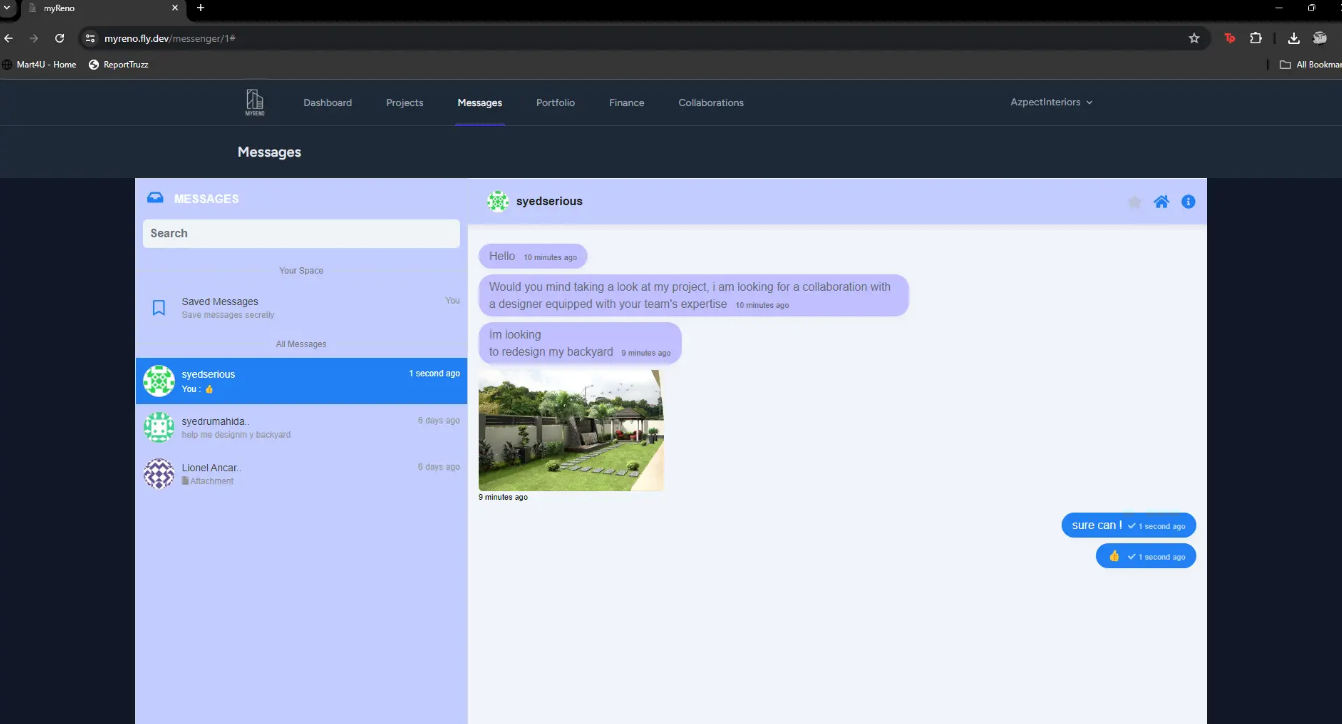 myReno
myreno.fly.dev/messenger/1#
Mart4U - Home
ReportTruzz
All Bookmar
MYRENO
Dashboard
Projects
Messages
Portfolio
Finance
Collaborations
AzpectInteriors
Messages
MESSAGES
Search
Your Space
Saved Messages
You
Save messages secretly
All Messages
syedserious
1 second ago
You : 👍
syedrumahida..
6 days ago
help me designm y backyard
Lionel Ancar..
6 days ago
Attachment
syedserious
Hello 10 minutes ago
Would you mind taking a look at my project, i am looking for a collaboration with
a designer equipped with your team's expertise 10 minutes ago
Im looking
to redesign my backyard 9 minutes ago
9 minutes ago
sure can ! 1 second ago
👍 1 second ago